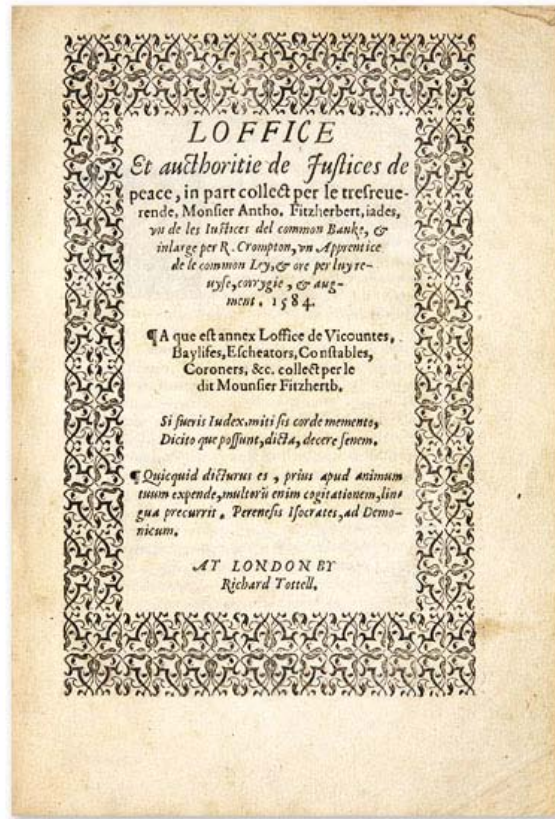 LOFFICE
Et aucthoritie de Justices de
peace, in part collect per le tresreue-
rende, Monsier Antho. Fitzherbert, iades,
vn de les Iustices del common Banke, &
inlarge per R. Crompton, vn Apprentice
de le common Ley, & ore per luy re-
uyse, corrygie, & aug-
ment. 1584.
¶ A que est annex Loffice de Vicountes,
Baylifes, Escheators, Constables,
Coroners, &c. collect per le
dit Mounsier Fitzhertb.
Si fueris Iudex, miti sis corde memento,
Dicito que possunt, dicta, decere senem.
¶ Quicquid dicturus es, prius apud animum
tuum expende, multorū enim cogitationem, lin-
gua precurrit. Perenesis Isocrates, ad Demo-
nicum.
AT LONDON BY
Richard Tottell.